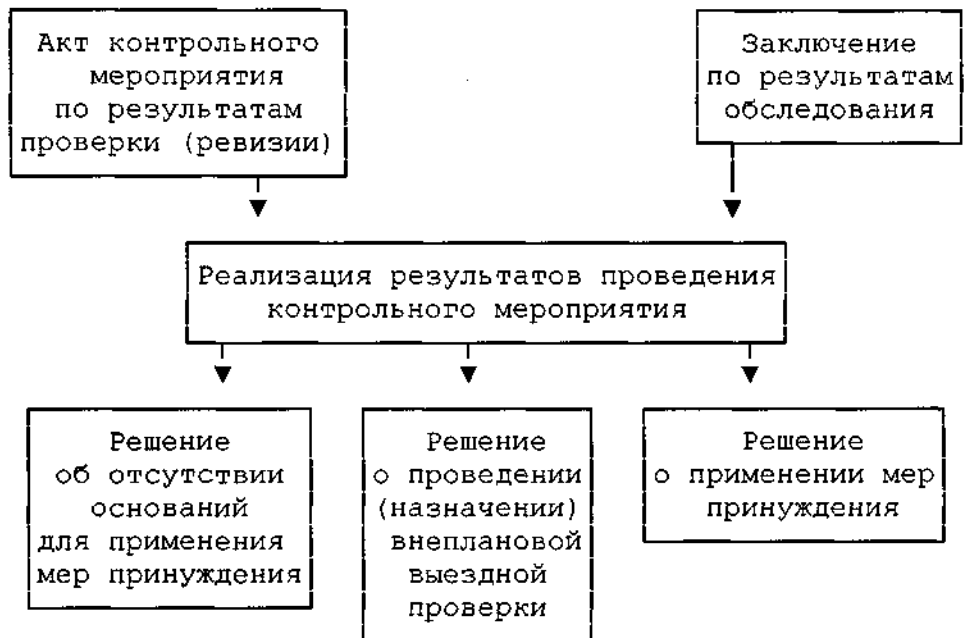 Акт контрольного
мероприятия
по результатам
проверки (ревизии)
Заключение
по результатам
обследования
Реализация результатов проведения
контрольного мероприятия
Решение
об отсутствии
оснований
для применения
мер принуждения
Решение
о проведении
(назначении)
внеплановой
выездной
проверки
Решение
о применении мер
принуждения